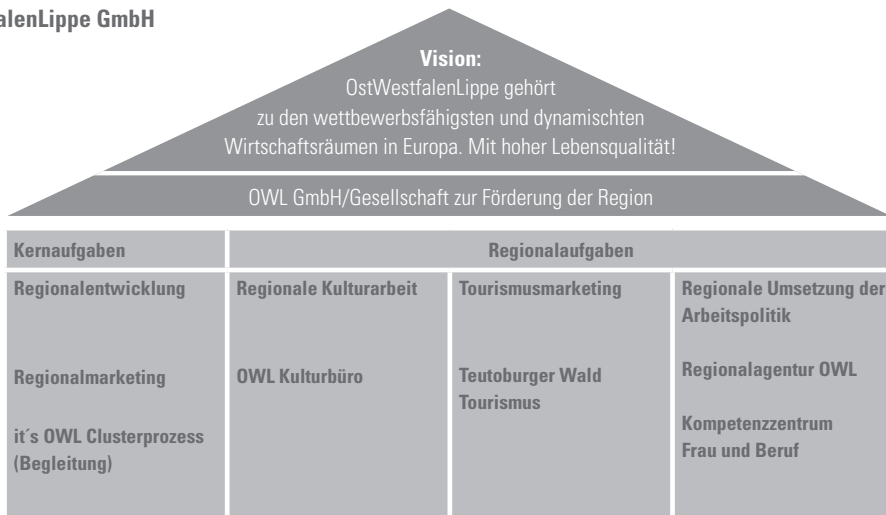 alenLippe GmbH
Vision:
OstWestfalenLippe gehört
zu den wettbewerbsfähigsten und dynamischten
Wirtschaftsräumen in Europa. Mit hoher Lebensqualität!
OWL GmbH/Gesellschaft zur Förderung der Region
Kernaufgaben
Regionalaufgaben
Regionalentwicklung
Regionalmarketing
it´s OWL Clusterprozess
(Begleitung)
Regionale Kulturarbeit
OWL Kulturbüro
Tourismusmarketing
Teutoburger Wald
Tourismus
Regionale Umsetzung der
Arbeitspolitik
Regionalagentur OWL
Kompetenzzentrum
Frau und Beruf